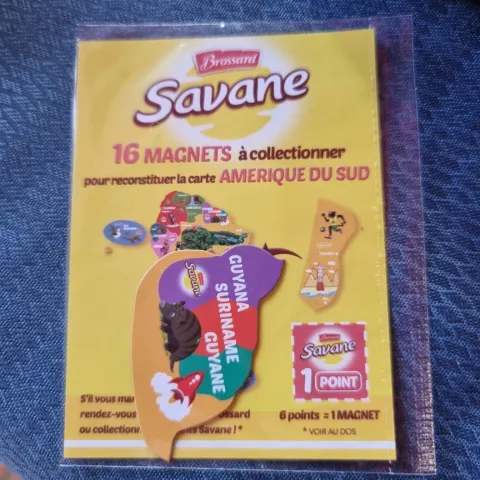 Brossard
Savane
16 MAGNETS à collectionner
pour reconstituer la carte AMERIQUE DU SUD
Savane
GUYANA
SURINAME
GUYANE
Brossard
Savane
1 POINT
S'il vous
rendez-vous ssard
ou collection Savane ! *
6 points = 1 MAGNET
* VOIR AU DOS